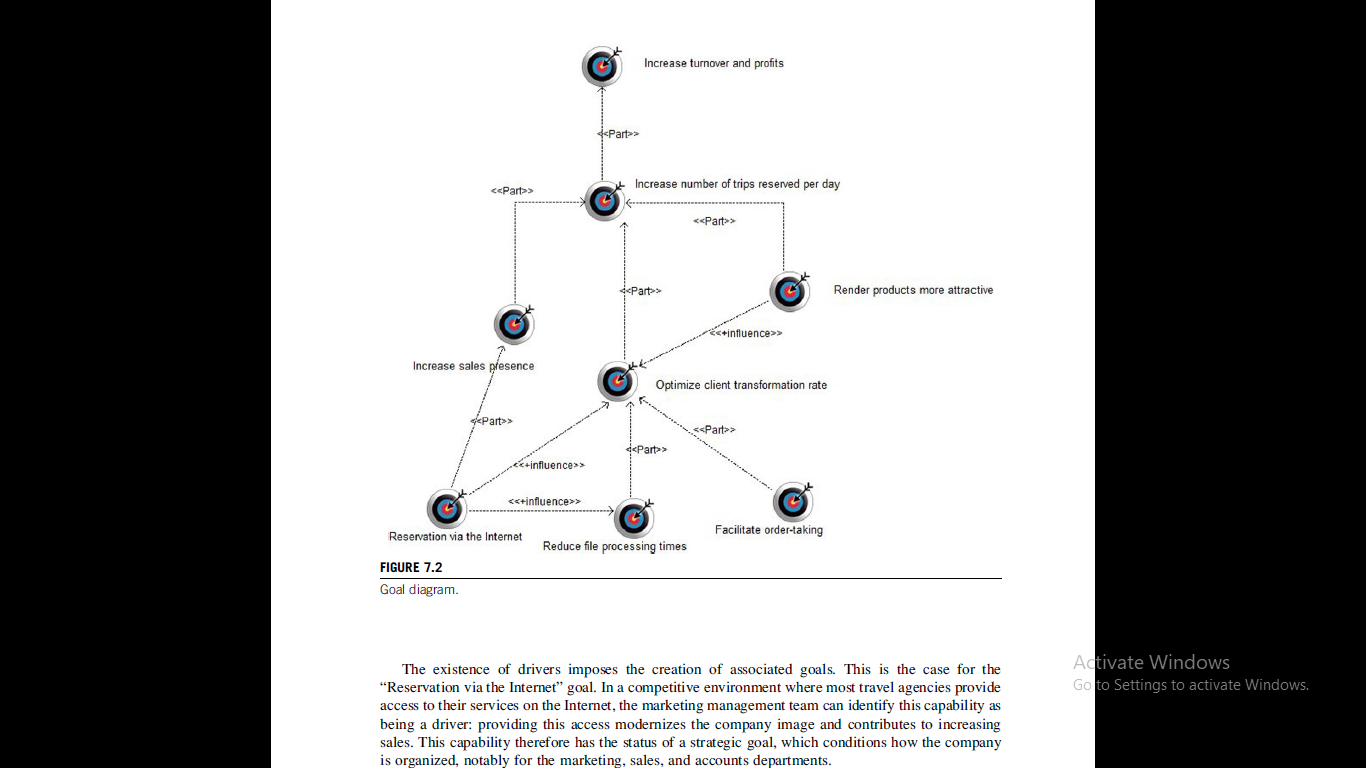 Increase turnover and profits
<<Part>>
Increase number of trips reserved per day
<<Part>>
<<Part>>
<<Part>>
Render products more attractive
<<+influence>>
Increase sales presence
Optimize client transformation rate
<<Part>>
<<Part>>
<<Part>>
<<+influence>>
<<+influence>>
Facilitate order-taking
Reservation via the Internet
Reduce file processing times
FIGURE 7.2
Goal diagram.
The existence of drivers imposes the creation of associated goals. This is the case for the
“Reservation via the Internet” goal. In a competitive environment where most travel agencies provide
access to their services on the Internet, the marketing management team can identify this capability as
being a driver: providing this access modernizes the company image and contributes to increasing
sales. This capability therefore has the status of a strategic goal, which conditions how the company
is organized, notably for the marketing, sales, and accounts departments.
Activate Windows
Go to Settings to activate Windows.